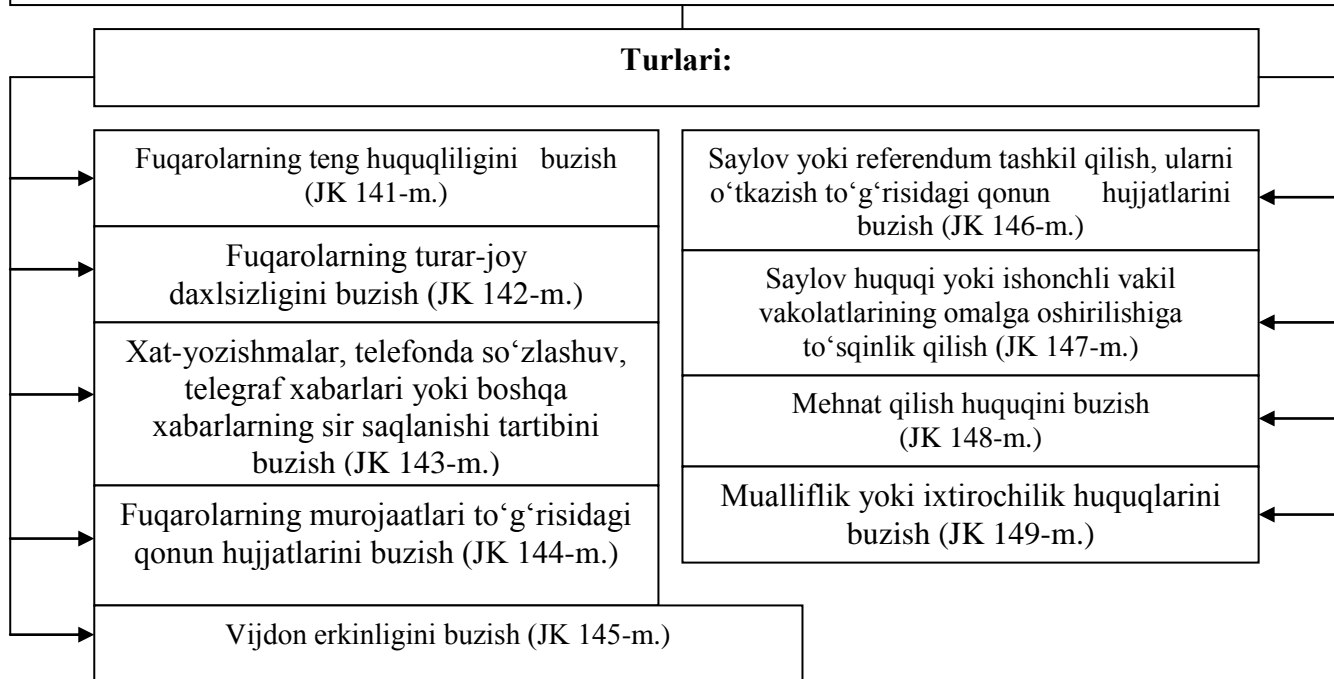 Turlari:
Fuqarolarning teng huquqliligini buzish
(JK 141-m.)
Fuqarolarning turar-joy
daxlsizligini buzish (JK 142-m.)
Xat-yozishmalar, telefonda so‘zlashuv,
telegraf xabarlari yoki boshqa
xabarlarning sir saqlanishi tartibini
buzish (JK 143-m.)
Fuqarolarning murojaatlari to‘g‘risidagi
qonun hujjatlarini buzish (JK 144-m.)
Vijdon erkinligini buzish (JK 145-m.)
Saylov yoki referendum tashkil qilish, ularni
o‘tkazish to‘g‘risidagi qonun hujjatlarini
buzish (JK 146-m.)
Saylov huquqi yoki ishonchli vakil
vakolatlarining omalga oshirilishiga
to‘sqinlik qilish (JK 147-m.)
Mehnat qilish huquqini buzish
(JK 148-m.)
Mualliflik yoki ixtirochilik huquqlarini
buzish (JK 149-m.)